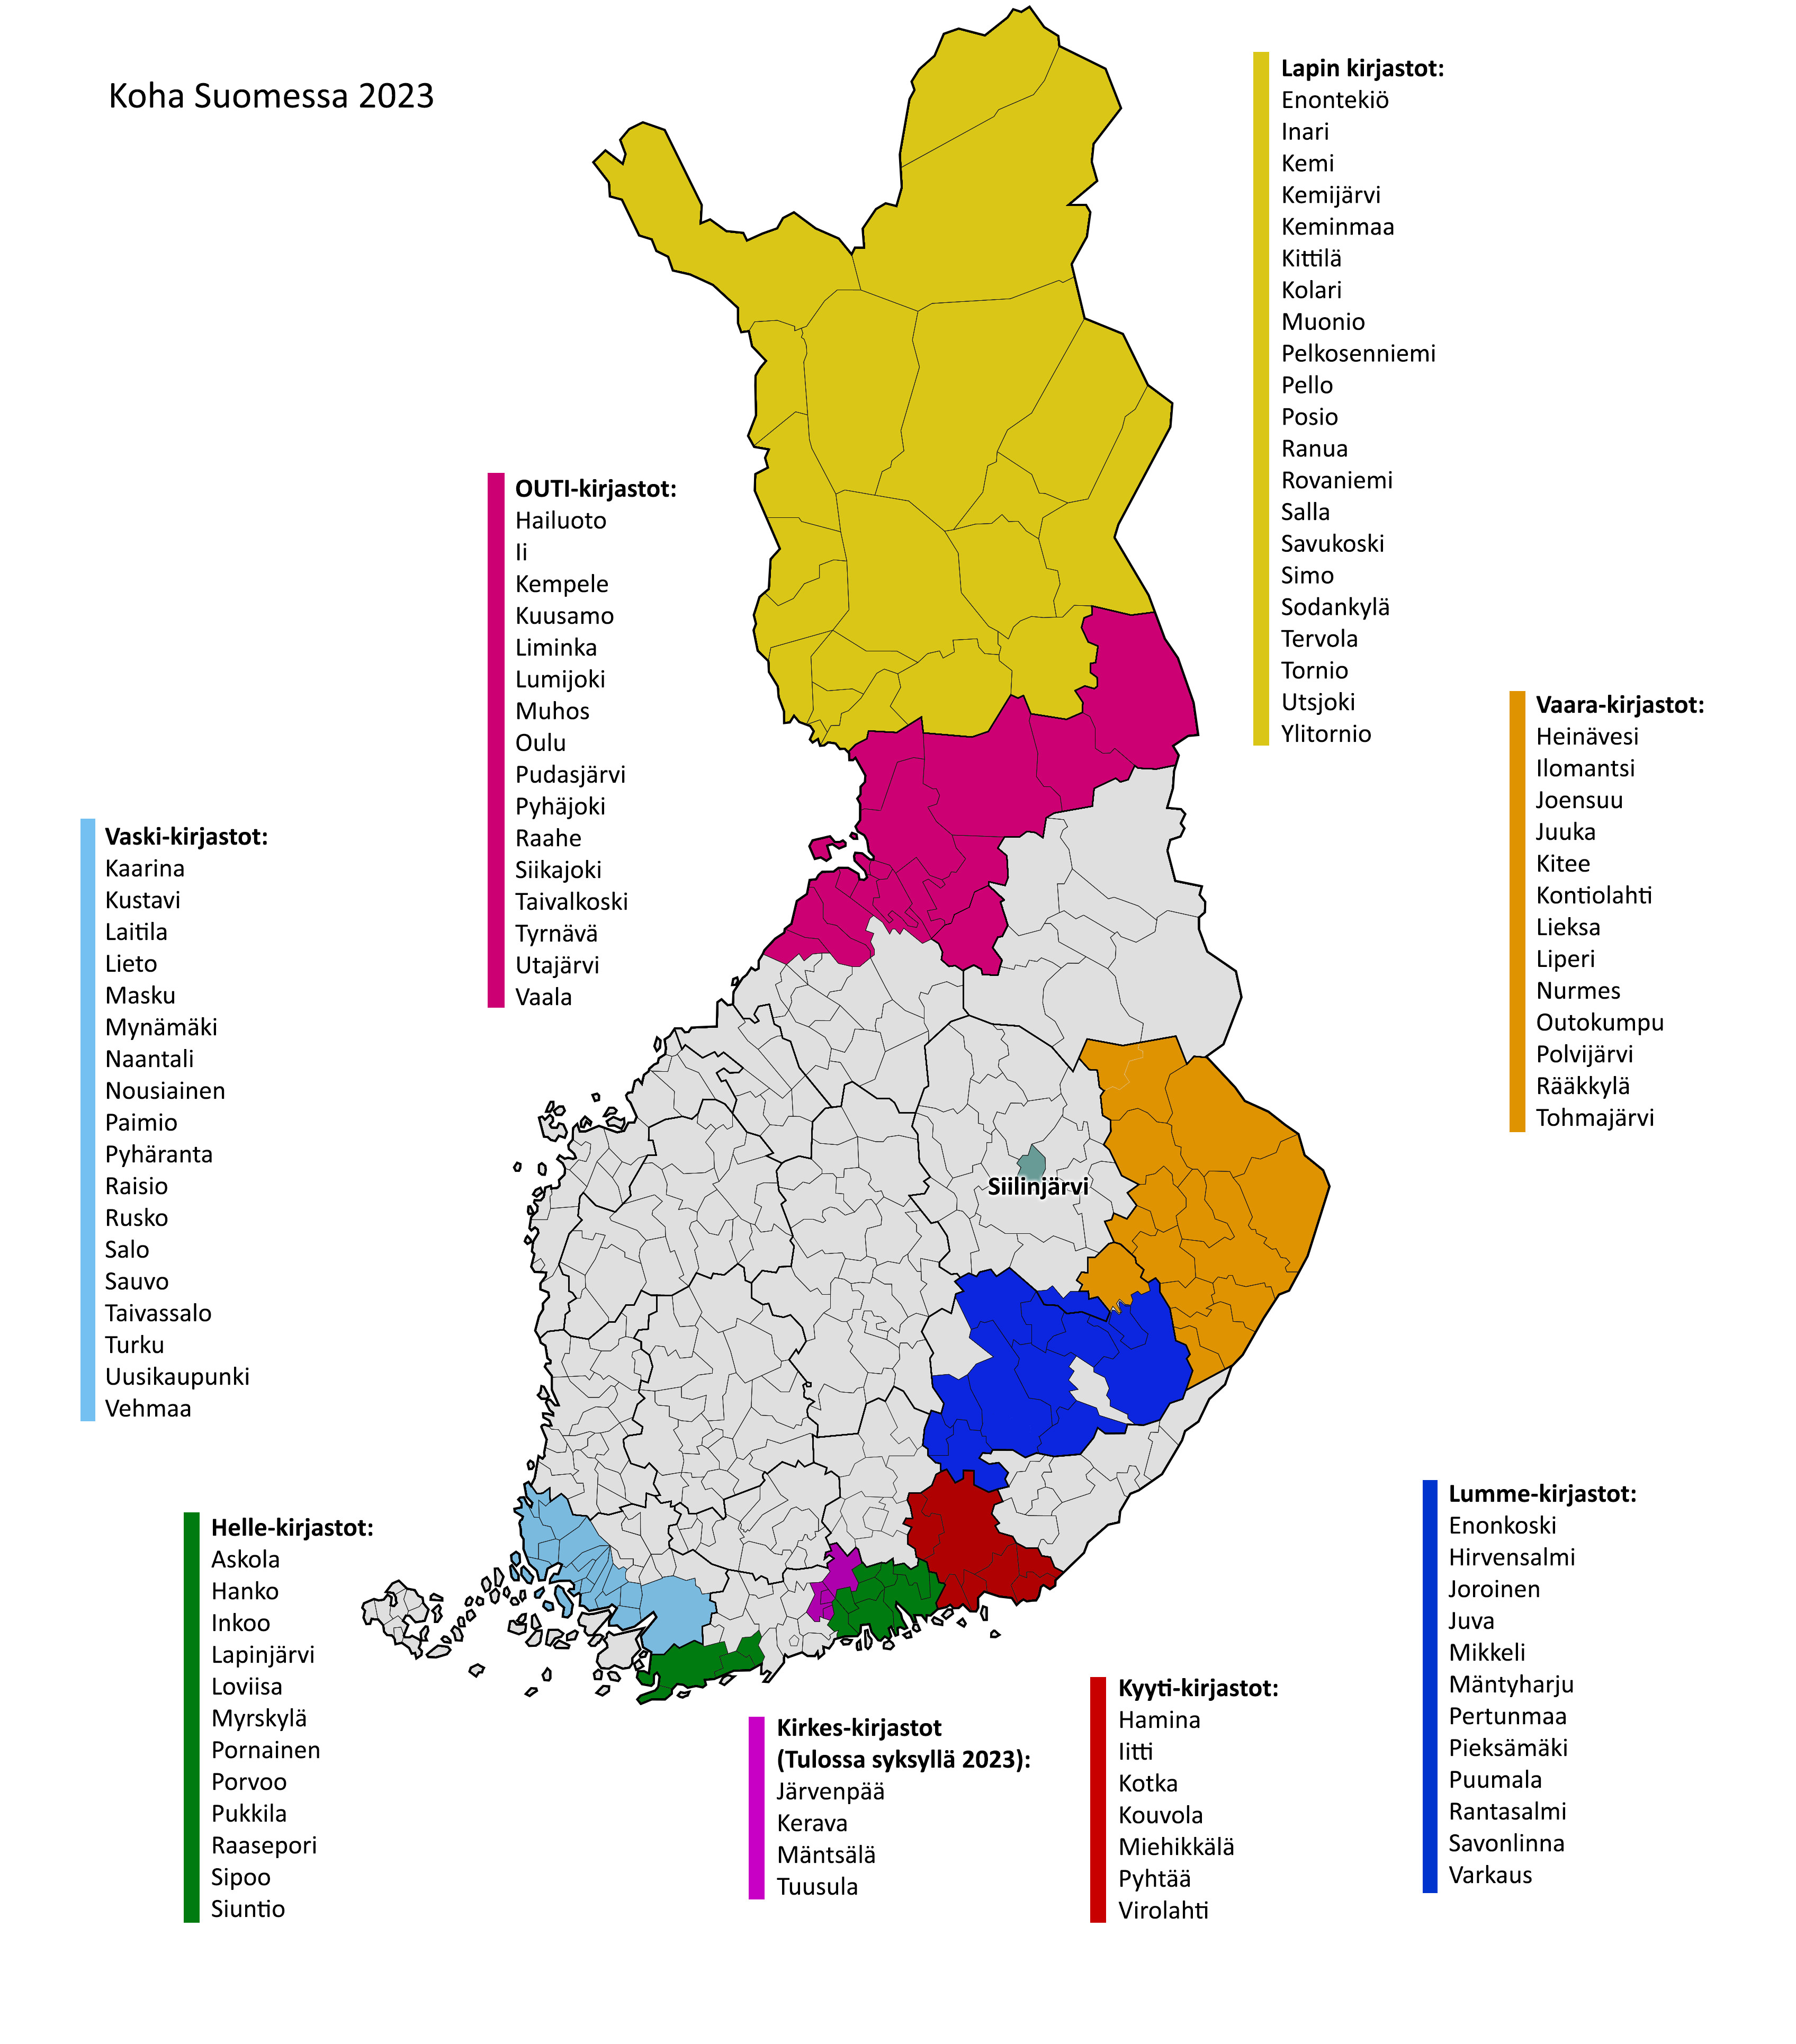 Koha Suomessa 2023
Lapin kirjastot:
Enontekiö
Inari
Kemi
Kemijärvi
Keminmaa
Kittilä
Kolari
Muonio
Pelkosenniemi
Pello
Posio
Ranua
Rovaniemi
Salla
Savukoski
Simo
Sodankylä
Tervola
Tornio
Utsjoki
Ylitornio
OUTI-kirjastot:
Hailuoto
Ii
Kempele
Kuusamo
Liminka
Lumijoki
Muhos
Oulu
Pudasjärvi
Pyhäjoki
Raahe
Siikajoki
Taivalkoski
Tyrnävä
Utajärvi
Vaala
Vaara-kirjastot:
Heinävesi
Ilomantsi
Joensuu
Juuka
Kitee
Kontiolahti
Lieksa
Liperi
Nurmes
Outokumpu
Polvijärvi
Rääkkylä
Tohmajärvi
Vaski-kirjastot:
Kaarina
Kustavi
Laitila
Lieto
Masku
Mynämäki
Naantali
Nousiainen
Paimio
Pyhäranta
Raisio
Rusko
Salo
Sauvo
Taivassalo
Turku
Uusikaupunki
Vehmaa
Siilinjärvi
Helle-kirjastot:
Askola
Hanko
Inkoo
Lapinjärvi
Loviisa
Myrskylä
Pornainen
Porvoo
Pukkila
Raasepori
Sipoo
Siuntio
Kirkes-kirjastot
(Tulossa syksyllä 2023):
Järvenpää
Kerava
Mäntsälä
Tuusula
Kyyti-kirjastot:
Hamina
Iitti
Kotka
Kouvola
Miehikkälä
Pyhtää
Virolahti
Lumme-kirjastot:
Enonkoski
Hirvensalmi
Joroinen
Juva
Mikkeli
Mäntyharju
Pertunmaa
Pieksämäki
Puumala
Rantasalmi
Savonlinna
Varkaus